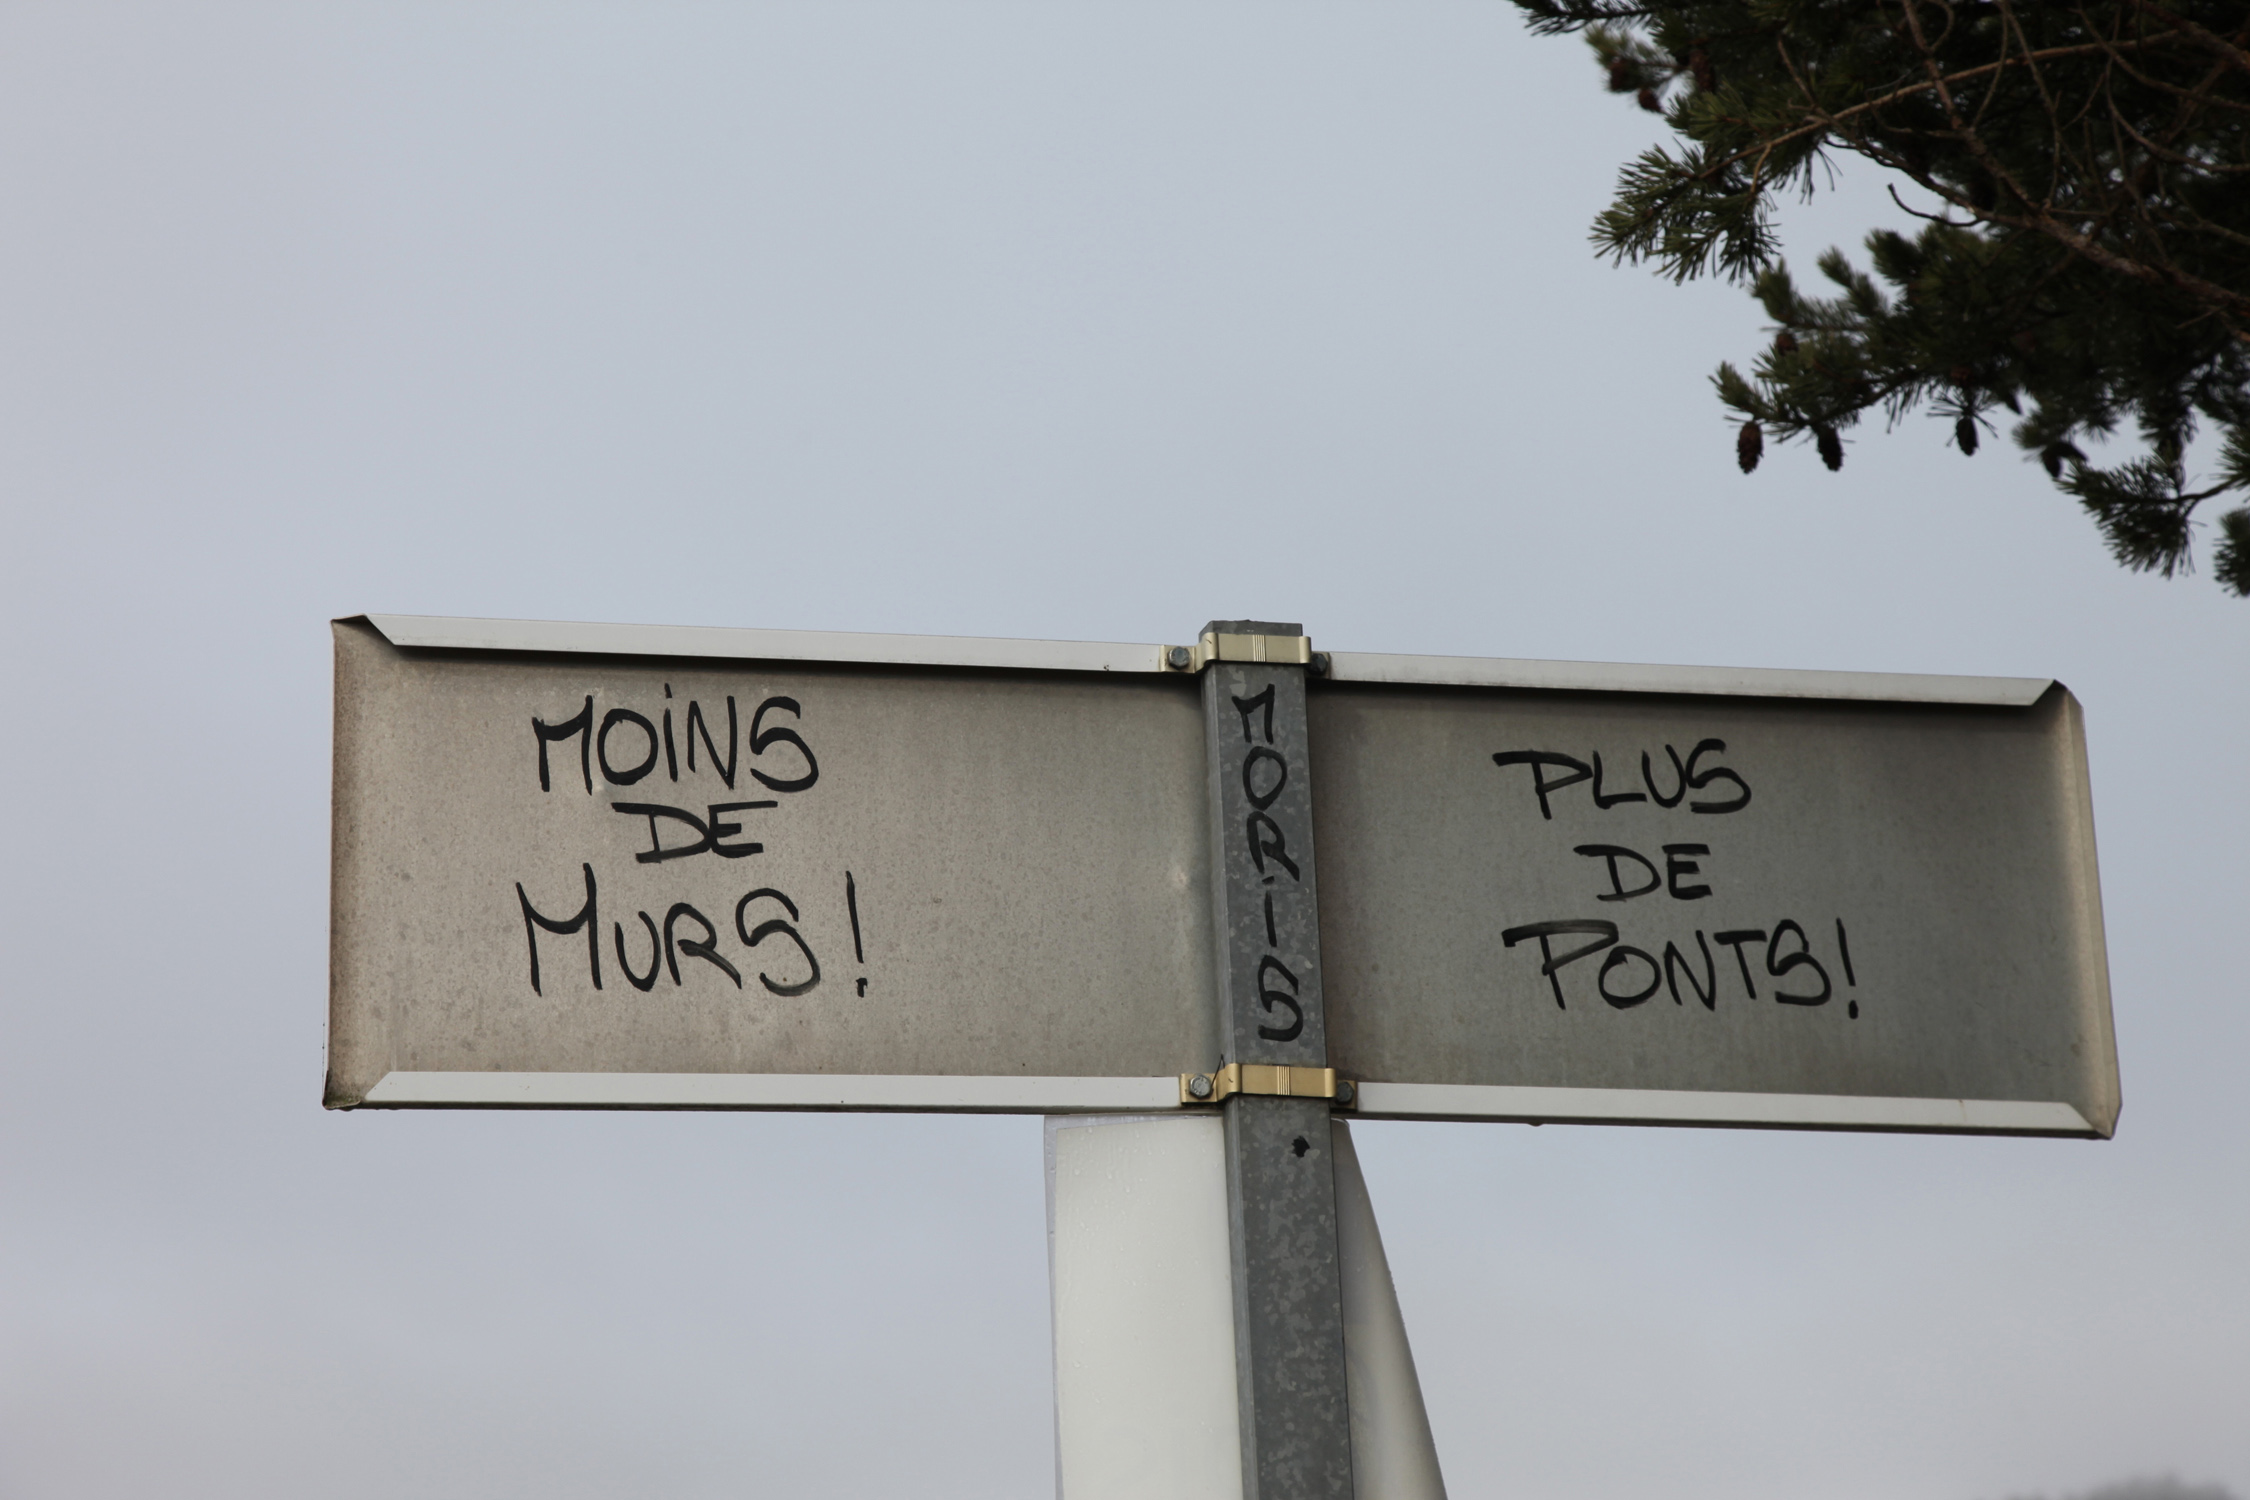 MOiNS
DE
MURS!
MORIS
PLUS
DE
PONTS!